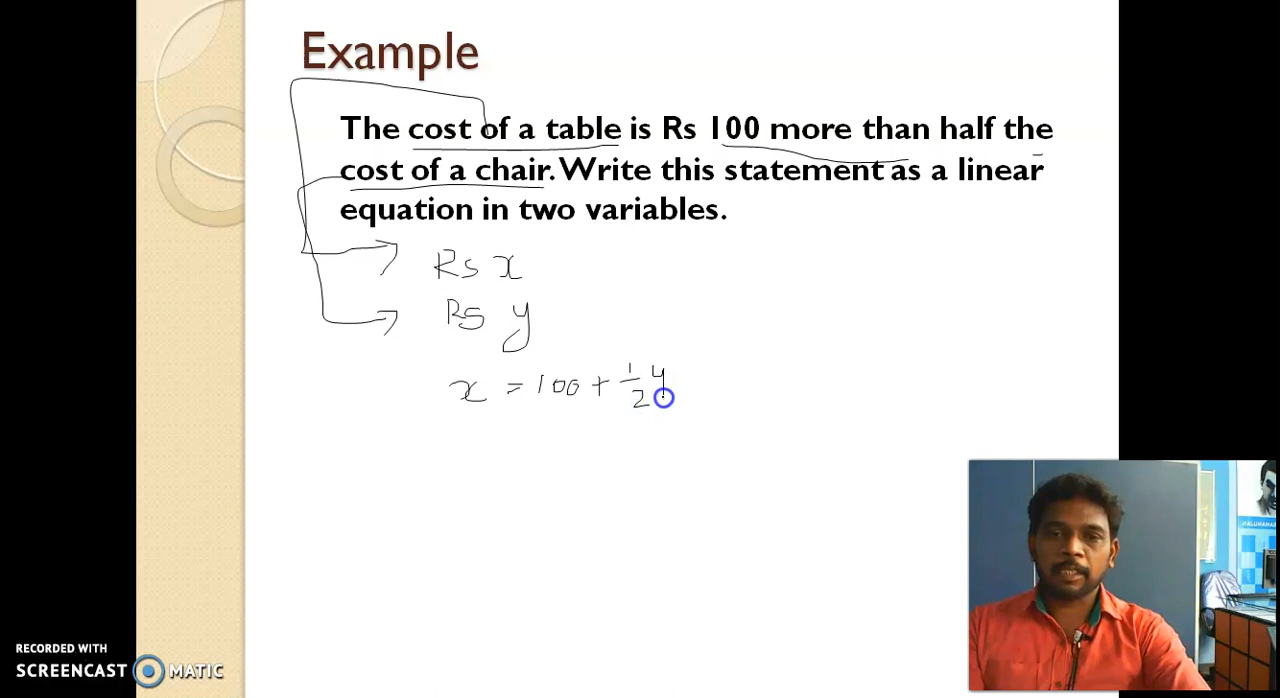 Example
The cost of a table is Rs 100 more than half the
cost of a chair. Write this statement as a linear
equation in two variables.
Rs x
Rs y
x = 100 + 1/2 y
RECORDED WITH
SCREENCAST MATIC